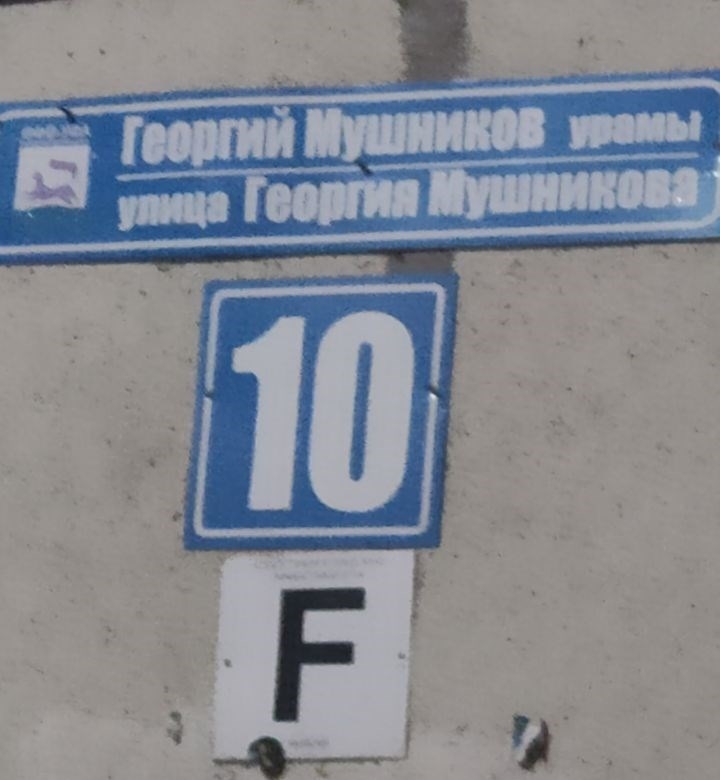 Георгий Мушников урамы
улица Георгия Мушникова
10
F